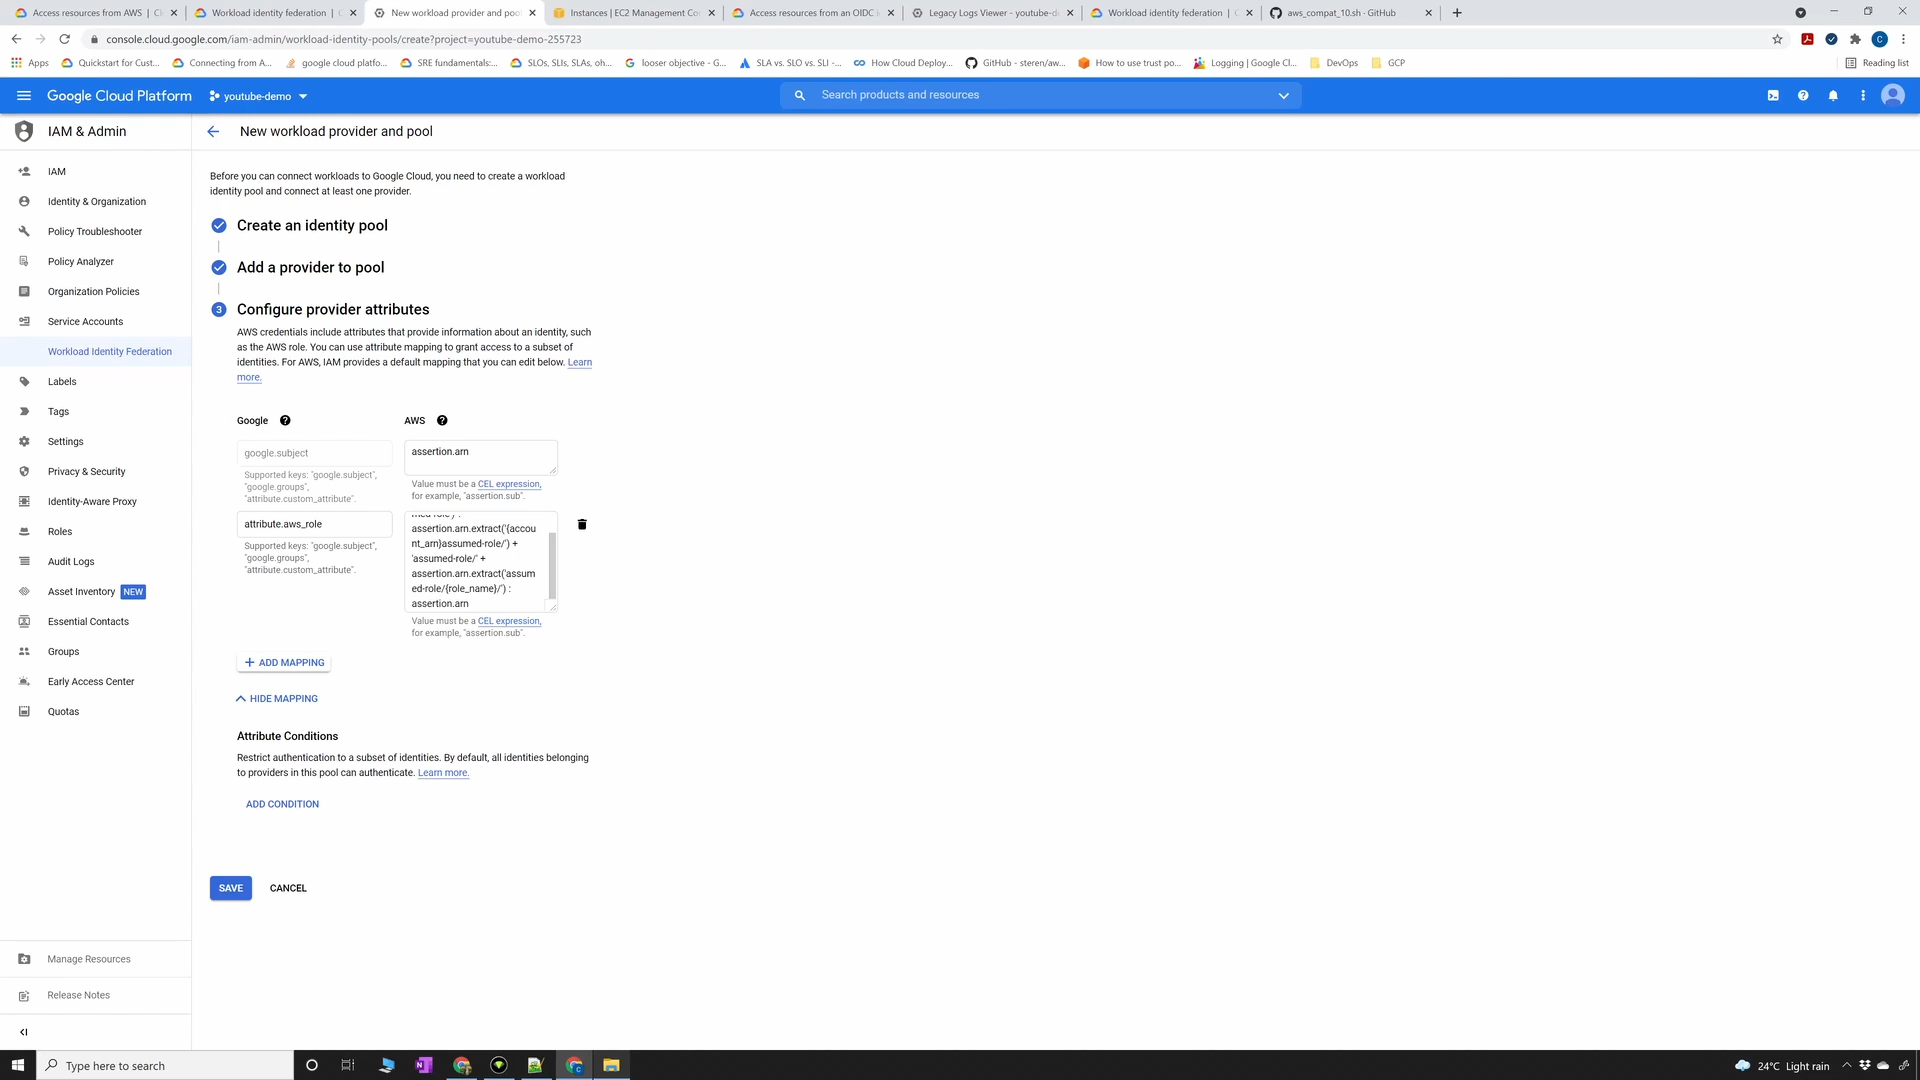 Access resources from AWS | Cl
Workload identity federation | C
New workload provider and pool
Instances | EC2 Management Co
Access resources from an OIDC i
Legacy Logs Viewer - youtube-de
Workload identity federation | C
aws_compat_10.sh · GitHub
console.cloud.google.com/iam-admin/workload-identity-pools/create?project=youtube-demo-255723
C
Apps
Quickstart for Cust...
Connecting from A...
google cloud platfo...
SRE fundamentals:...
SLOs, SLIs, SLAs, oh...
looser objective - G...
SLA vs. SLO vs. SLI -...
How Cloud Deploy...
GitHub - steren/aw...
How to use trust po...
Logging | Google Cl...
DevOps
GCP
Reading list
Google Cloud Platform
youtube-demo
Search products and resources
IAM & Admin
New workload provider and pool
IAM
Identity & Organization
Policy Troubleshooter
Policy Analyzer
Organization Policies
Service Accounts
Workload Identity Federation
Labels
Tags
Settings
Privacy & Security
Identity-Aware Proxy
Roles
Audit Logs
Asset Inventory NEW
Essential Contacts
Groups
Early Access Center
Quotas
Manage Resources
Release Notes
Before you can connect workloads to Google Cloud, you need to create a workload
identity pool and connect at least one provider.
Create an identity pool
Add a provider to pool
3 Configure provider attributes
AWS credentials include attributes that provide information about an identity, such
as the AWS role. You can use attribute mapping to grant access to a subset of
identities. For AWS, IAM provides a default mapping that you can edit below. Learn
more.
Google
AWS
google.subject
Supported keys: "google.subject",
"google.groups",
"attribute.custom_attribute".
assertion.arn
Value must be a CEL expression,
for example, "assertion.sub".
attribute.aws_role
Supported keys: "google.subject",
"google.groups",
"attribute.custom_attribute".
med-role') :
assertion.arn.extract('{accou
nt_arn}assumed-role/') +
'assumed-role/' +
assertion.arn.extract('assum
ed-role/{role_name}/') :
assertion.arn
Value must be a CEL expression,
for example, "assertion.sub".
ADD MAPPING
HIDE MAPPING
Attribute Conditions
Restrict authentication to a subset of identities. By default, all identities belonging
to providers in this pool can authenticate. Learn more.
ADD CONDITION
SAVE
CANCEL
Type here to search
24°C Light rain